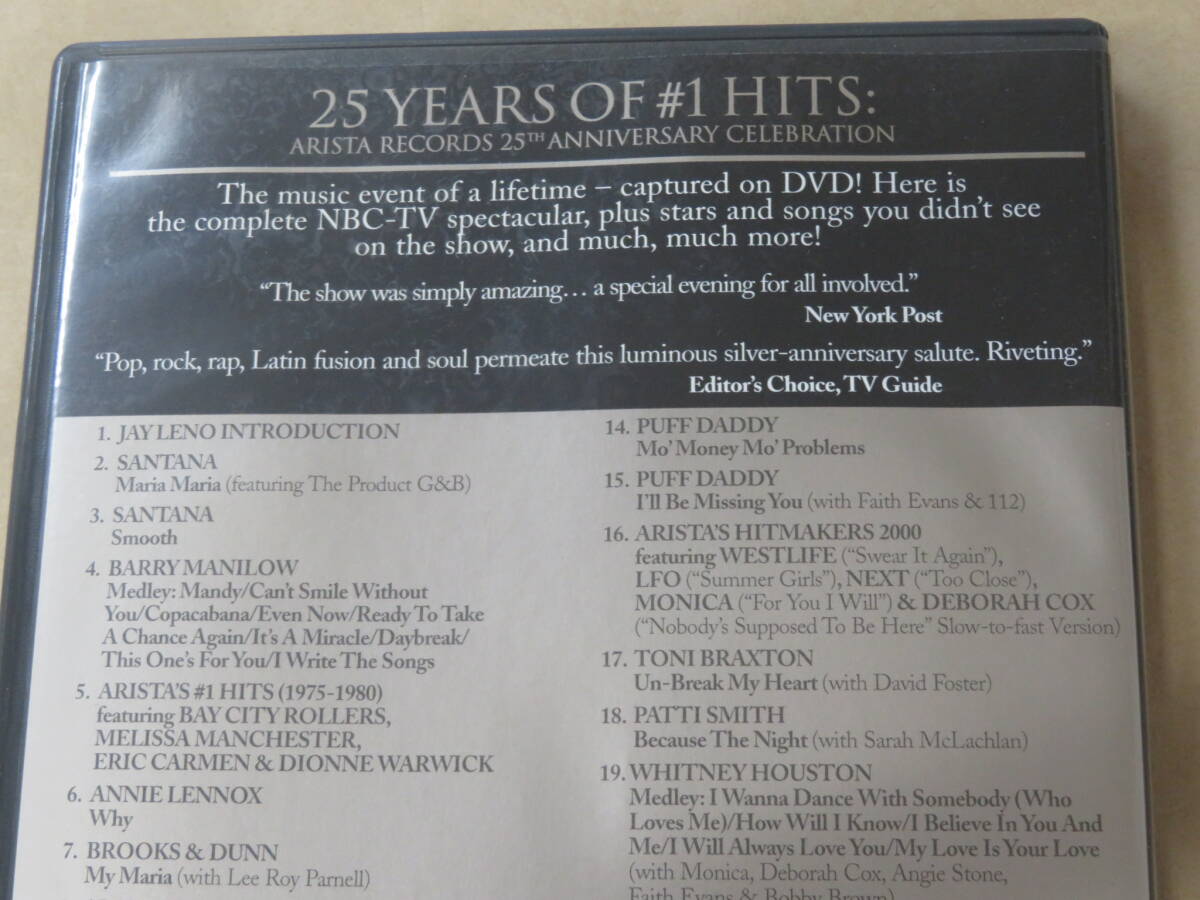 25 YEARS OF #1 HITS:
ARISTA RECORDS 25TH ANNIVERSARY CELEBRATION
The music event of a lifetime – captured on DVD! Here is
the complete NBC-TV spectacular, plus stars and songs you didn't see
on the show, and much, much more!
“The show was simply amazing… a special evening for all involved.”
New York Post
“Pop, rock, rap, Latin fusion and soul permeate this luminous silver-anniversary salute. Riveting.”
Editor's Choice, TV Guide
1. JAY LENO INTRODUCTION
2. SANTANA
Maria Maria (featuring The Product G&B)
3. SANTANA
Smooth
4. BARRY MANILOW
Medley: Mandy/Can't Smile Without
You/Copacabana/Even Now/Ready To Take
A Chance Again/It's A Miracle/Daybreak/
This One's For You/I Write The Songs
5. ARISTA'S #1 HITS (1975-1980)
featuring BAY CITY ROLLERS,
MELISSA MANCHESTER,
ERIC CARMEN & DIONNE WARWICK
6. ANNIE LENNOX
Why
7. BROOKS & DUNN
My Maria (with Lee Roy Parnell)
14. PUFF DADDY
Mo' Money Mo' Problems
15. PUFF DADDY
I'll Be Missing You (with Faith Evans & 112)
16. ARISTA'S HITMAKERS 2000
featuring WESTLIFE (“Swear It Again”),
LFO (“Summer Girls”), NEXT (“Too Close”),
MONICA (“For You I Will”) & DEBORAH COX
(“Nobody's Supposed To Be Here” Slow-to-fast Version)
17. TONI BRAXTON
Un-Break My Heart (with David Foster)
18. PATTI SMITH
Because The Night (with Sarah McLachlan)
19. WHITNEY HOUSTON
Medley: I Wanna Dance With Somebody (Who
Loves Me)/How Will I Know/I Believe In You And
Me/I Will Always Love You/My Love Is Your Love
(with Monica, Deborah Cox, Angie Stone,
Faith Evans & Bobby Brown)